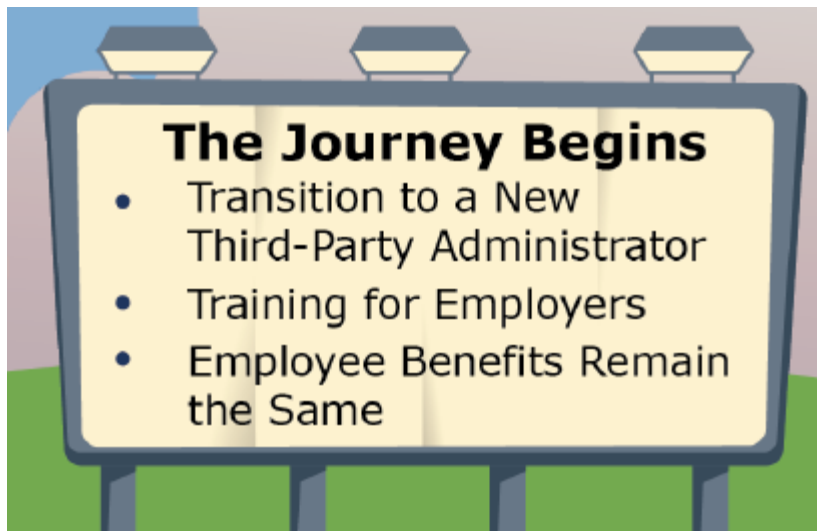 The Journey Begins
• Transition to a New
Third-Party Administrator
• Training for Employers
• Employee Benefits Remain
the Same